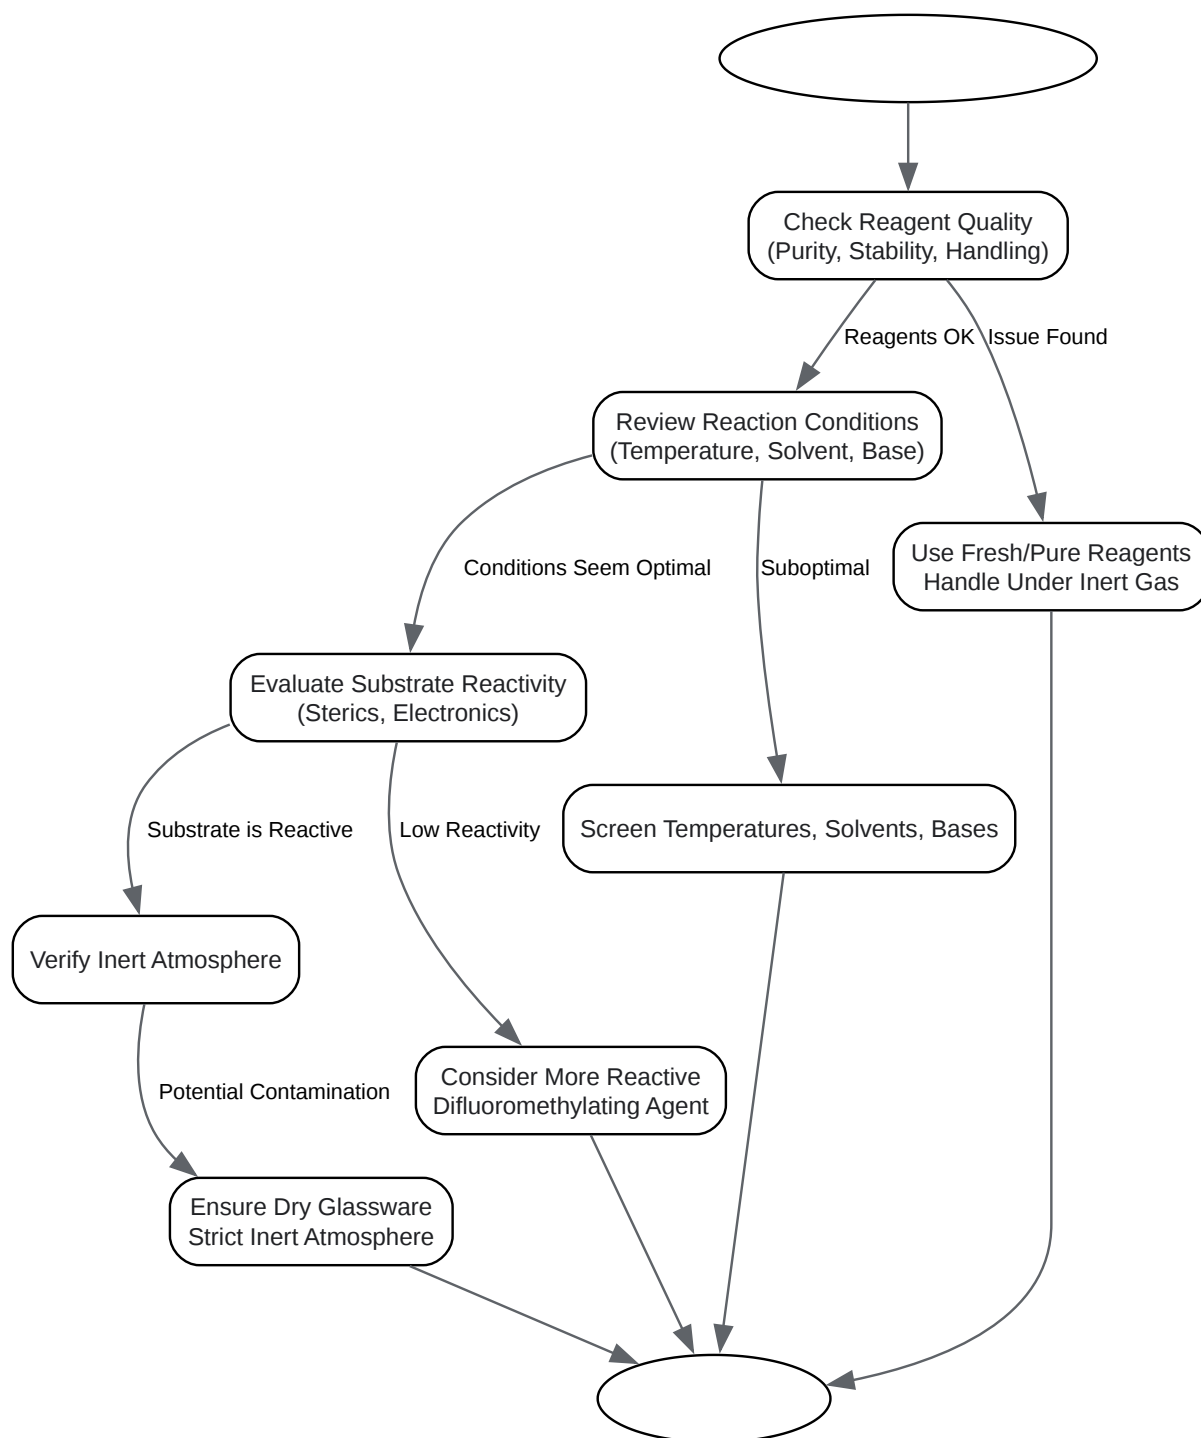 Check Reagent Quality
(Purity, Stability, Handling)
Reagents OK
Issue Found
Review Reaction Conditions
(Temperature, Solvent, Base)
Use Fresh/Pure Reagents
Handle Under Inert Gas
Conditions Seem Optimal
Suboptimal
Evaluate Substrate Reactivity
(Sterics, Electronics)
Substrate is Reactive
Low Reactivity
Screen Temperatures, Solvents, Bases
Verify Inert Atmosphere
Consider More Reactive
Difluoromethylating Agent
Potential Contamination
Ensure Dry Glassware
Strict Inert Atmosphere